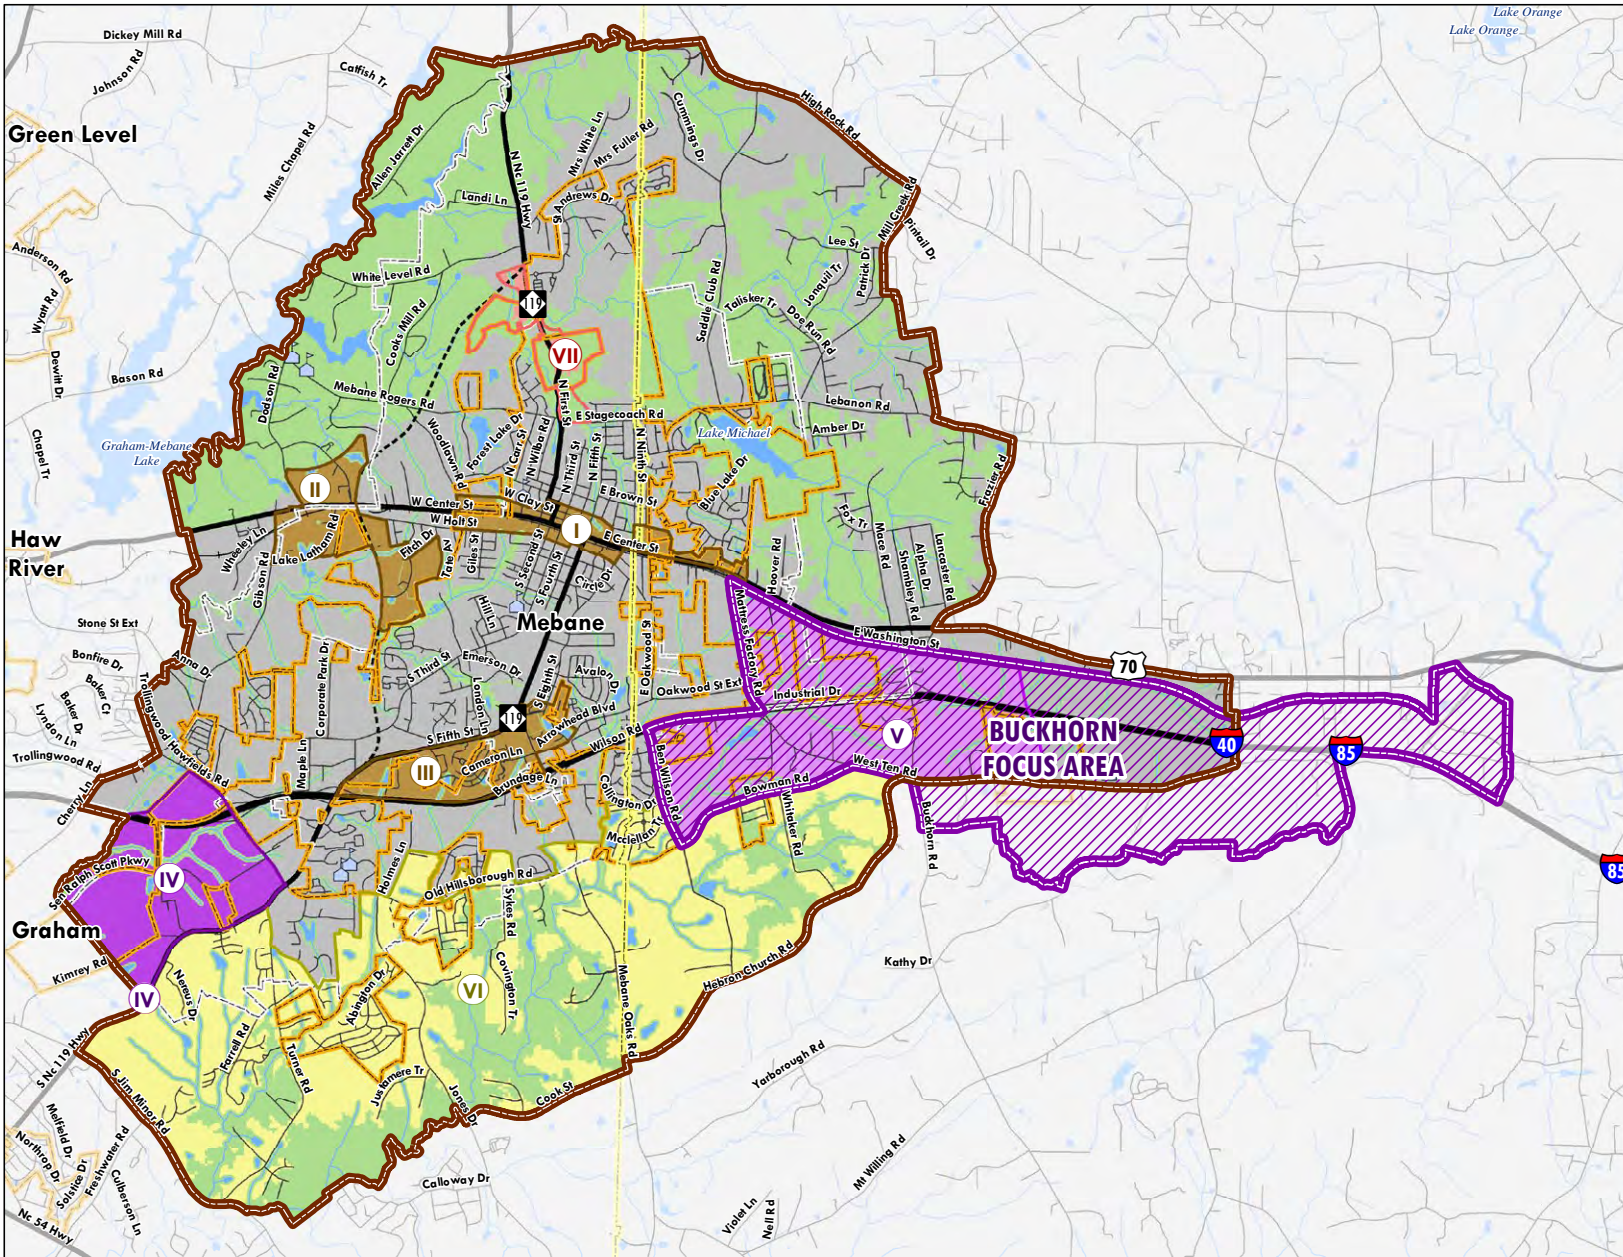 Lake Orange
Lake Orange
Dickey Mill Rd
Johnson Rd
Catfish Tr
Green Level
Miles Chapel Rd
Allen Jarrett Dr
Landi Ln
N Nc 119 Hwy
Mrs White Ln
Mrs Fuller Rd
St Andrews Dr
Cummings Dr
High Rock Rd
Mill Creek Rd
Pintail Dr
Lee St
Patrick Dr
Jonquil Tr
Anderson Rd
Wyatt Rd
Dewitt Dr
Bason Rd
Chapel Tr
White Level Rd
Cooks Mill Rd
119
VII
Saddle Club Rd
Talisker Tr
Doe Run Rd
Dodson Rd
Mebane Rogers Rd
Graham-Mebane
Lake
Woodlawn Rd
Forest Lake Dr
N Carr St
N Wilba Rd
N First St
N Third St
N Fifth St
E Stagecoach Rd
N Ninth St
Lake Michael
Lebanon Rd
Amber Dr
Blue Lake Dr
Frazier Rd
II
W Center St
W Clay St
W Holt St
E Brown St
I
E Center St
Haw
River
Wheeley Ln
Lake Latham Rd
Gibson Rd
Fitch Dr
Tate Av
Giles St
S Second St
S Fourth St
Circle Dr
Hoover Rd
Fox Tr
Mace Rd
Shambley Rd
Alpha Dr
Lancaster Rd
Stone St Ext
Bonfire Dr
Baker Ct
Baker Dr
Lyndon Ln
Trollingwood Rd
Cherry Ln
Anne Dr
Trollingwood Hawfields Rd
Corporate Park Dr
Maple Ln
Hill Ln
Mebane
S Third St
Emerson Dr
London Ln
S Eighth St
Avalon Dr
E Oakwood St
Oakwood St Ext
Mattress Factory Rd
E Washington St
70
Industrial Dr
V
BUCKHORN
FOCUS AREA
40
85
85
119
S Fifth St
Arrowhead Blvd
Wilson Rd
III
Cameron Ln
Brundage Ln
Collington Dr
Mcclellan Tr
Ben Wilson Rd
Bowman Rd
West Ten Rd
Whitaker Rd
Buckhorn Rd
Sen Ralph Scott Pkwy
IV
Holmes Ln
Old Hillsborough Rd
Sykes Rd
Graham
Kimrey Rd
IV
Nereus Dr
Farrell Rd
Abington Dr
VI
Covington Tr
Mebane Oaks Rd
Hebron Church Rd
Kathy Dr
S Nc 119 Hwy
S Jim Minor Rd
Turner Rd
Justamere Tr
Jones Dr
Cook St
Yarborough Rd
Melfield Dr
Northrop Dr
Solstice Dr
Freshwater Rd
Culberson Ln
Nc 54 Hwy
Calloway Dr
Violet Ln
Nell Rd
Mt Willing Rd